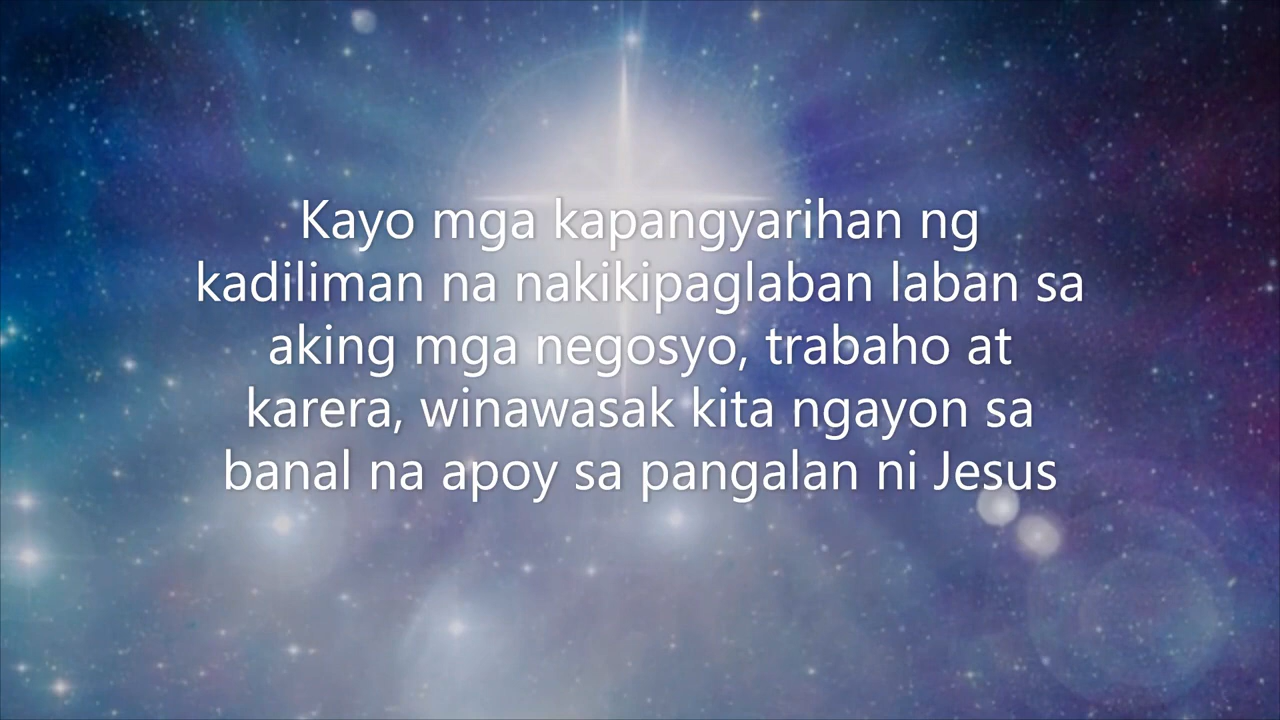 Kayo mga kapangyarihan ng
kadiliman na nakikipaglaban laban sa
aking mga negosyo, trabaho at
karera, winawasak kita ngayon sa
banal na apoy sa pangalan ni Jesus